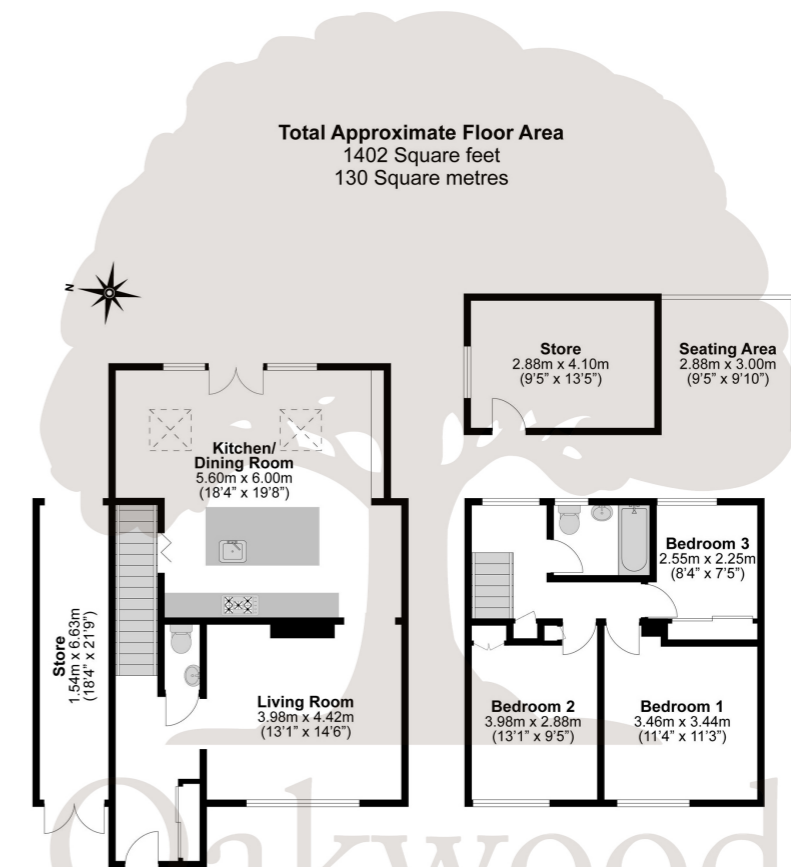 Total Approximate Floor Area
1402 Square feet
130 Square metres
N
Store
2.88m x 4.10m
(9'5" x 13'5")
Seating Area
2.88m x 3.00m
(9'5" x 9'10")
Kitchen/
Dining Room
5.60m x 6.00m
(18'4" x 19'8")
Store
1.54m x 6.63m
(18'4" x 21'9")
Living Room
3.98m x 4.42m
(13'1" x 14'6")
Bedroom 3
2.55m x 2.25m
(8'4" x 7'5")
Bedroom 2
3.98m x 2.88m
(13'1" x 9'5")
Bedroom 1
3.46m x 3.44m
(11'4" x 11'3")
Oakwood